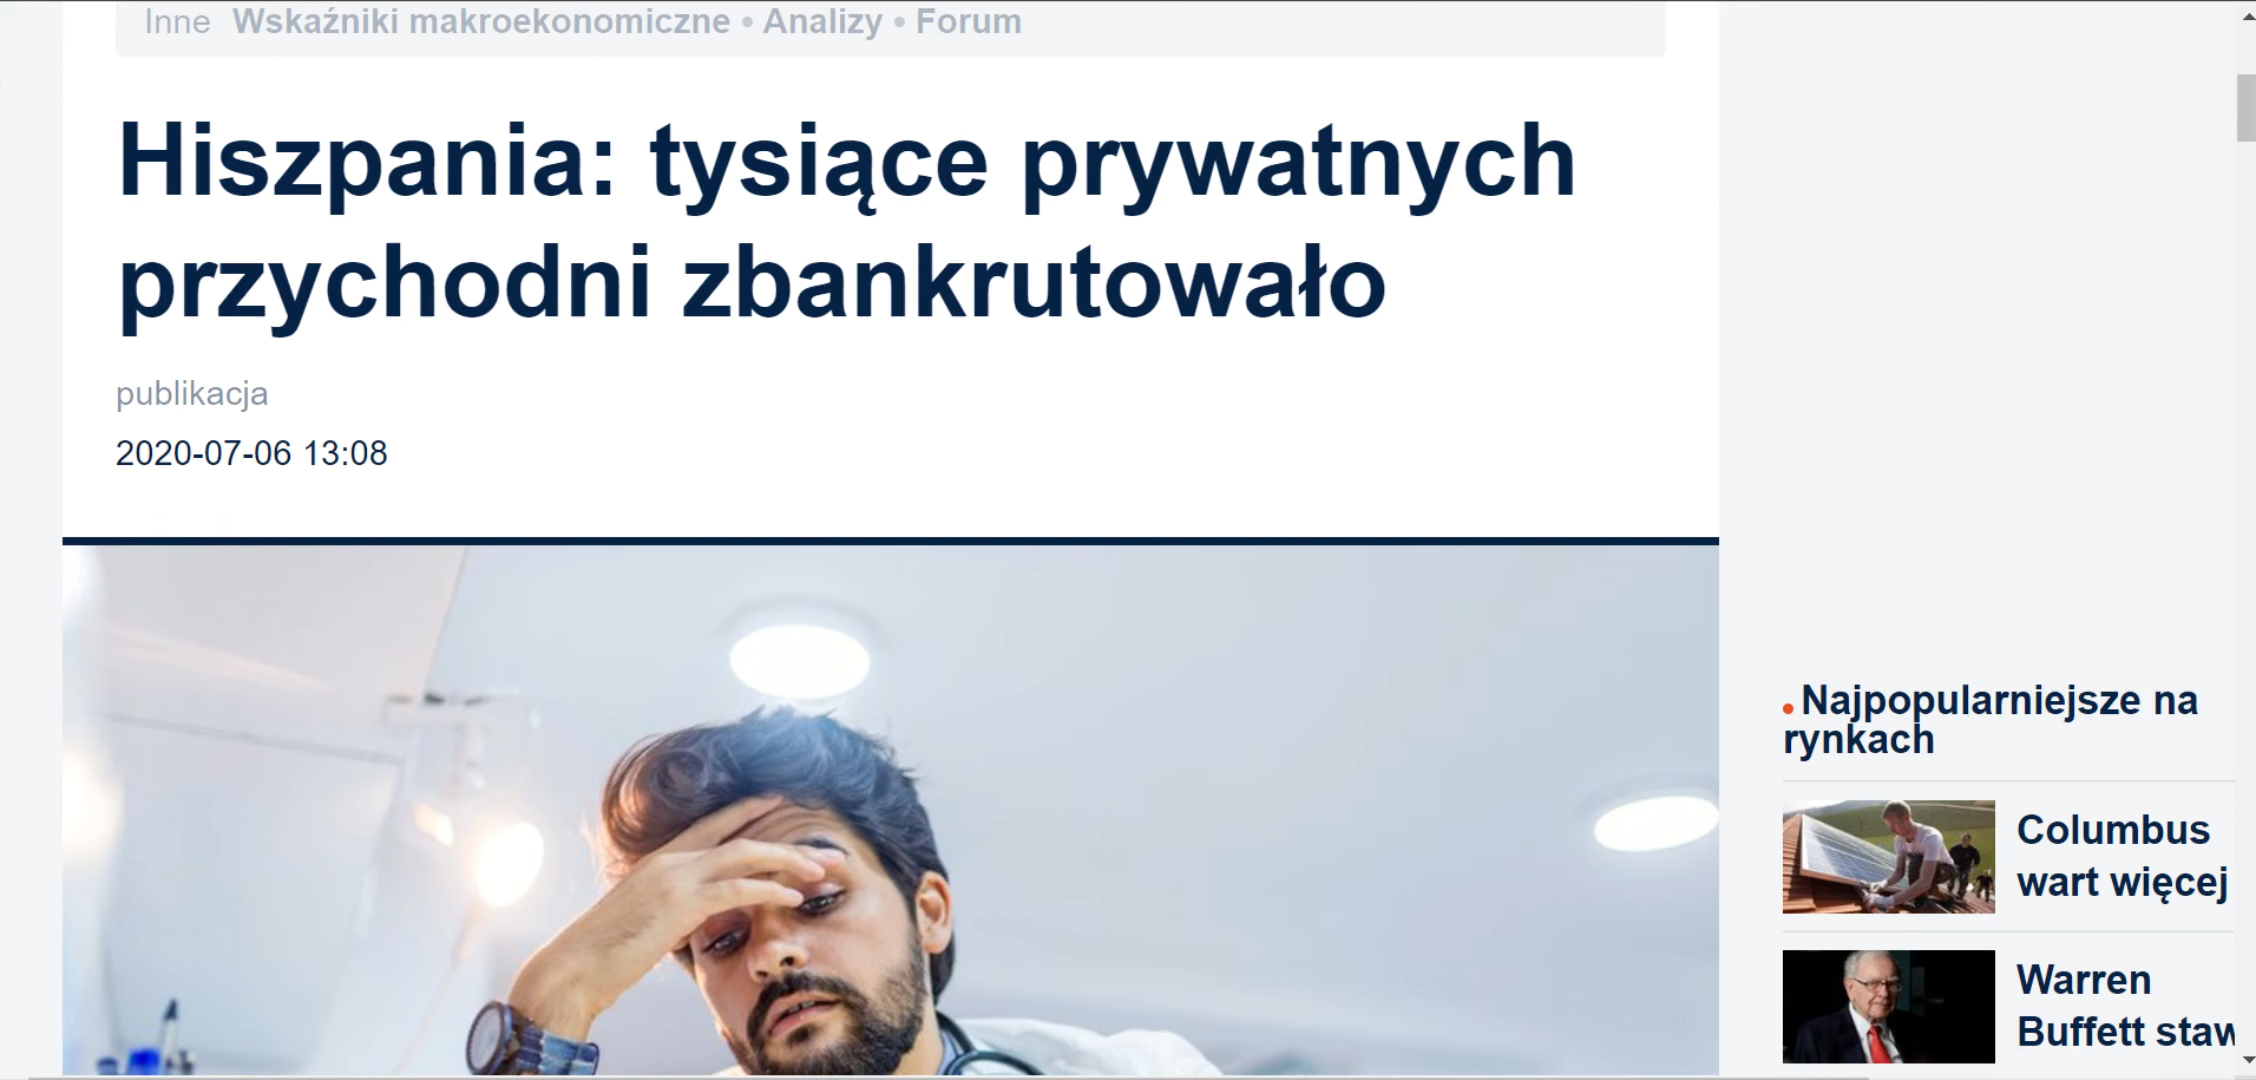 Inne Wskaźniki makroekonomiczne • Analizy • Forum
Hiszpania: tysiące prywatnych
przychodni zbankrutowało
publikacja
2020-07-06 13:08
Najpopularniejsze na
rynkach
Columbus
wart więcej
Warren
Buffett staw